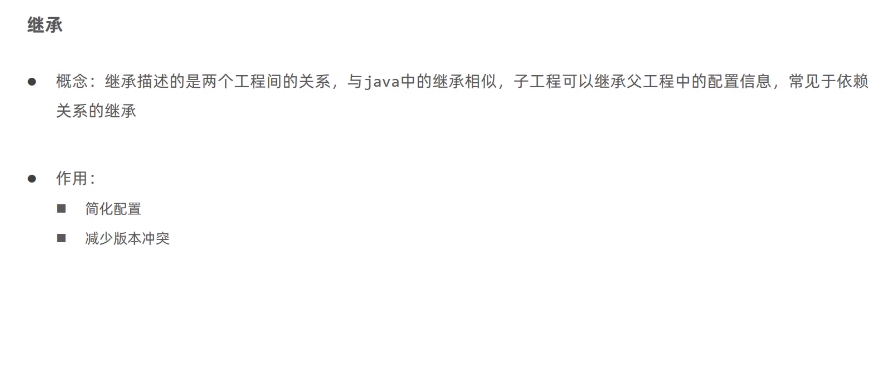 继承
● 概念：继承描述的是两个工程间的关系，与java中的继承相似，子工程可以继承父工程中的配置信息，常见于依赖
关系的继承
● 作用：
■ 简化配置
■ 减少版本冲突